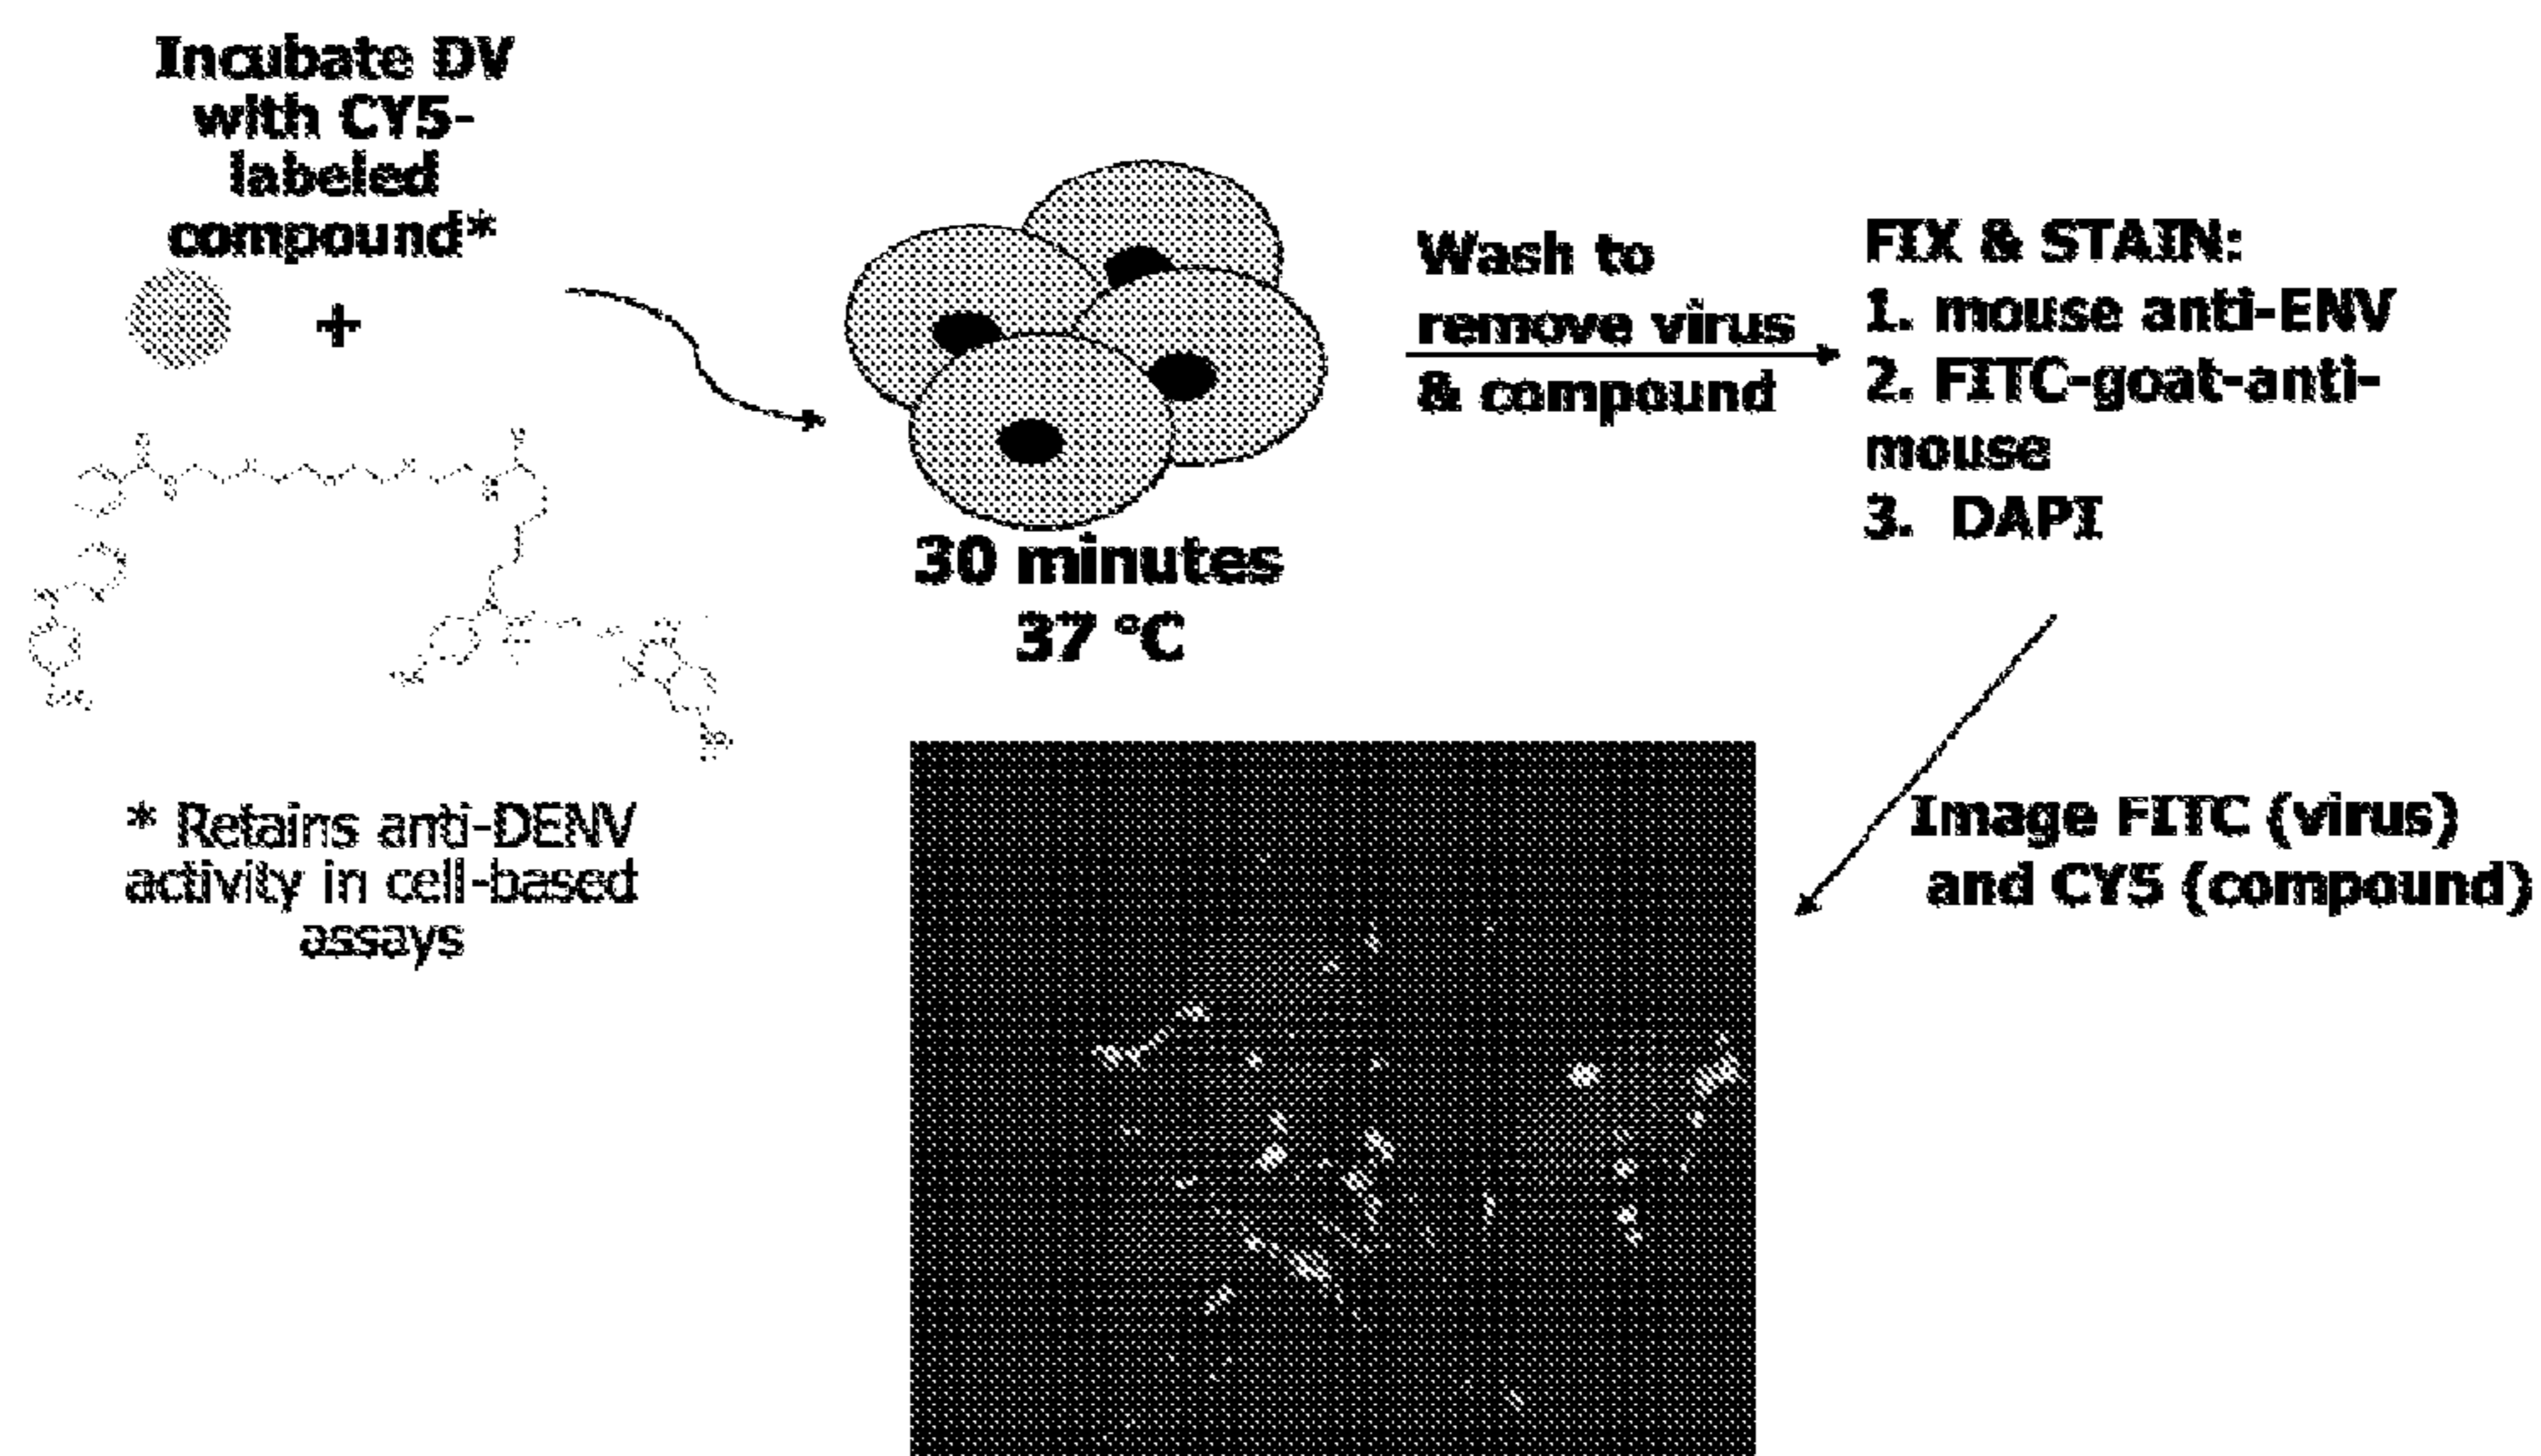 Incubate DV
with CY5-
labeled
compound*
+
* Retains anti-DENV
activity in cell-based
assays
30 minutes
37 °C
Wash to
remove virus
& compound
FIX & STAIN:
1. mouse anti-ENV
2. FITC-goat-anti-
mouse
3. DAPI
Image FITC (virus)
and CY5 (compound)